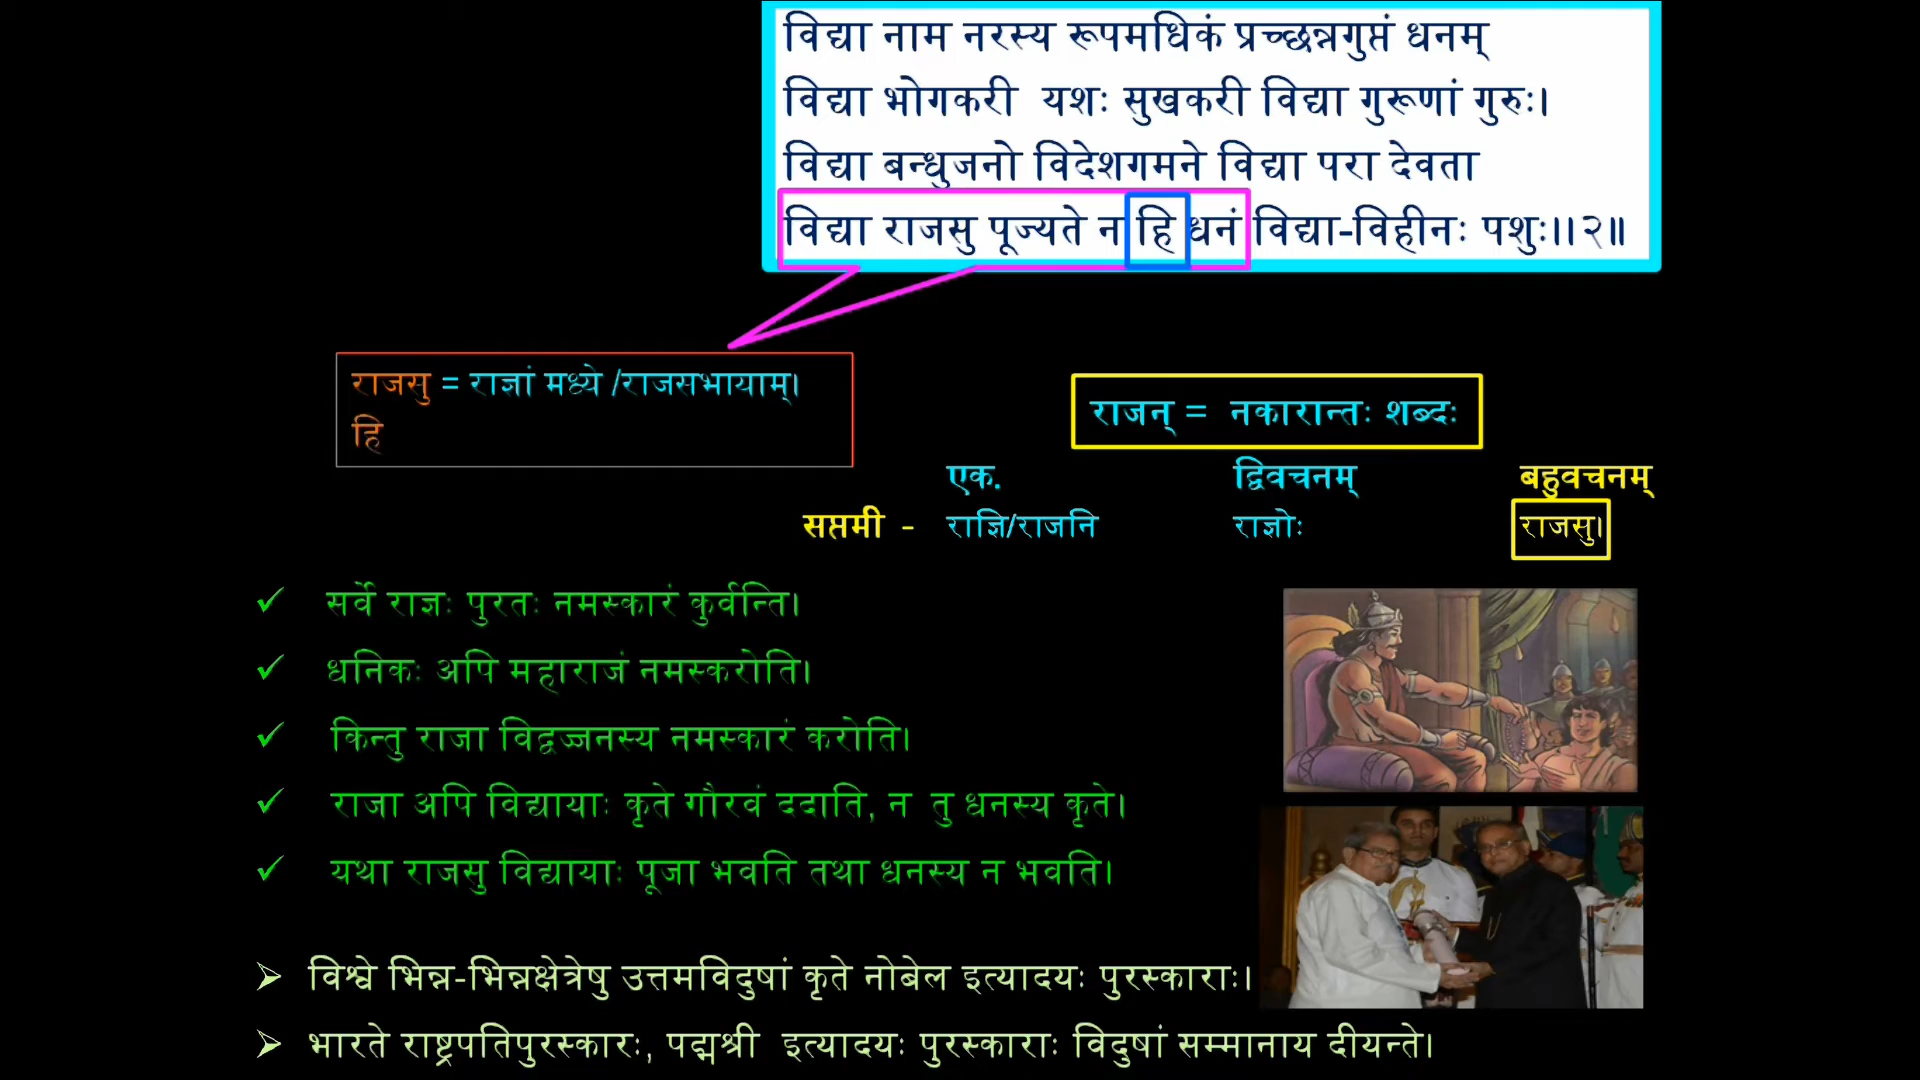 विद्या नाम नरस्य रूपमधिकं प्रच्छन्नगुप्तं धनम्
विद्या भोगकरी यशः सुखकरी विद्या गुरूणां गुरुः।
विद्या बन्धुजनो विदेशगमने विद्या परा देवता
विद्या राजसु पूज्यते न हि धनं विद्या-विहीनः पशुः।।२॥
राजसु = राज्ञां मध्ये /राजसभायाम्।
हि
राजन् = नकारान्तः शब्दः
एक. द्विवचनम् बहुवचनम्
सप्तमी - राज्ञि/राजनि राज्ञोः राजसु।
सर्वे राज्ञः पुरतः नमस्कारं कुर्वन्ति।
धनिकः अपि महाराजं नमस्करोति।
किन्तु राजा विद्वज्जनस्य नमस्कारं करोति।
राजा अपि विद्यायाः कृते गौरवं ददाति, न तु धनस्य कृते।
यथा राजसु विद्यायाः पूजा भवति तथा धनस्य न भवति।
विश्वे भिन्न-भिन्नक्षेत्रेषु उत्तमविदुषां कृते नोबेल इत्यादयः पुरस्काराः।
भारते राष्ट्रपतिपुरस्कारः, पद्मश्री इत्यादयः पुरस्काराः विदुषां सम्मानाय दीयन्ते।